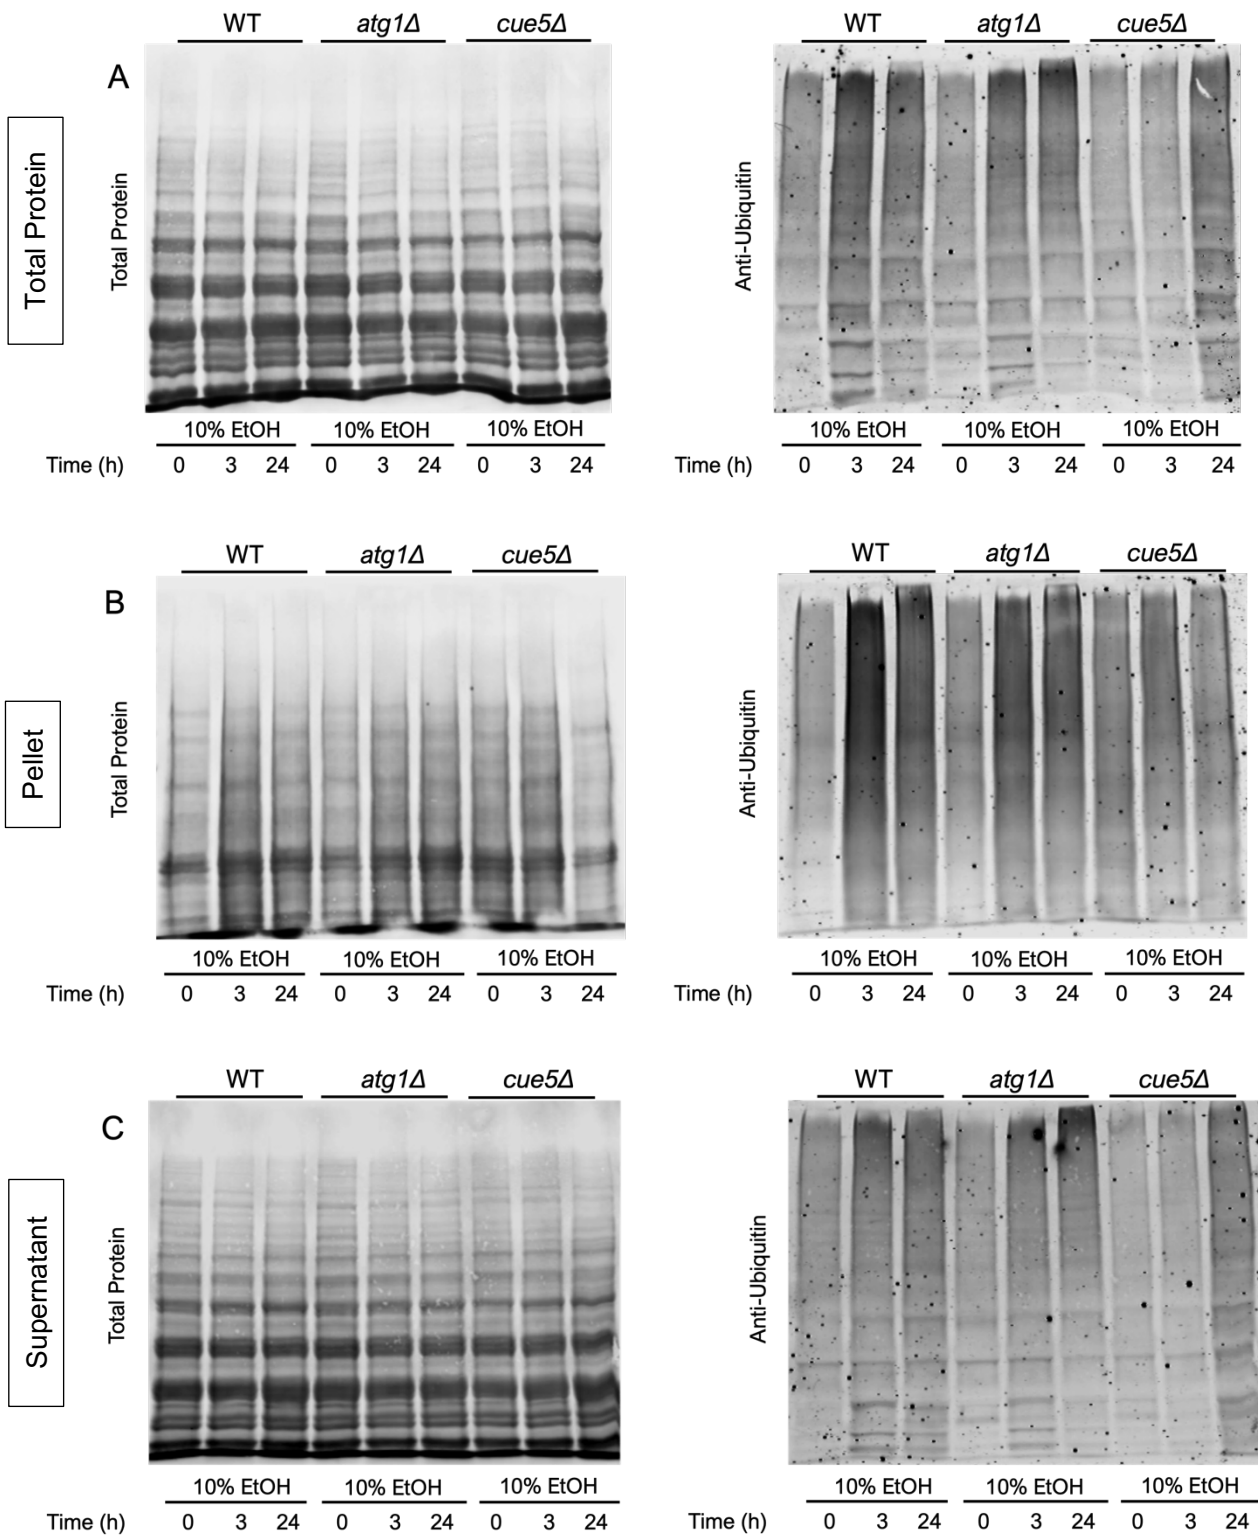 WT atg1Δ cue5Δ WT atg1Δ cue5Δ
A
Total Protein
Total Protein
Anti-Ubiquitin
10% EtOH 10% EtOH 10% EtOH 10% EtOH 10% EtOH 10% EtOH
Time (h) 0 3 24 0 3 24 0 3 24 Time (h) 0 3 24 0 3 24 0 3 24
WT atg1Δ cue5Δ WT atg1Δ cue5Δ
B
Pellet
Total Protein
Anti-Ubiquitin
10% EtOH 10% EtOH 10% EtOH 10% EtOH 10% EtOH 10% EtOH
Time (h) 0 3 24 0 3 24 0 3 24 Time (h) 0 3 24 0 3 24 0 3 24
WT atg1Δ cue5Δ WT atg1Δ cue5Δ
C
Supernatant
Total Protein
Anti-Ubiquitin
10% EtOH 10% EtOH 10% EtOH 10% EtOH 10% EtOH 10% EtOH
Time (h) 0 3 24 0 3 24 0 3 24 Time (h) 0 3 24 0 3 24 0 3 24